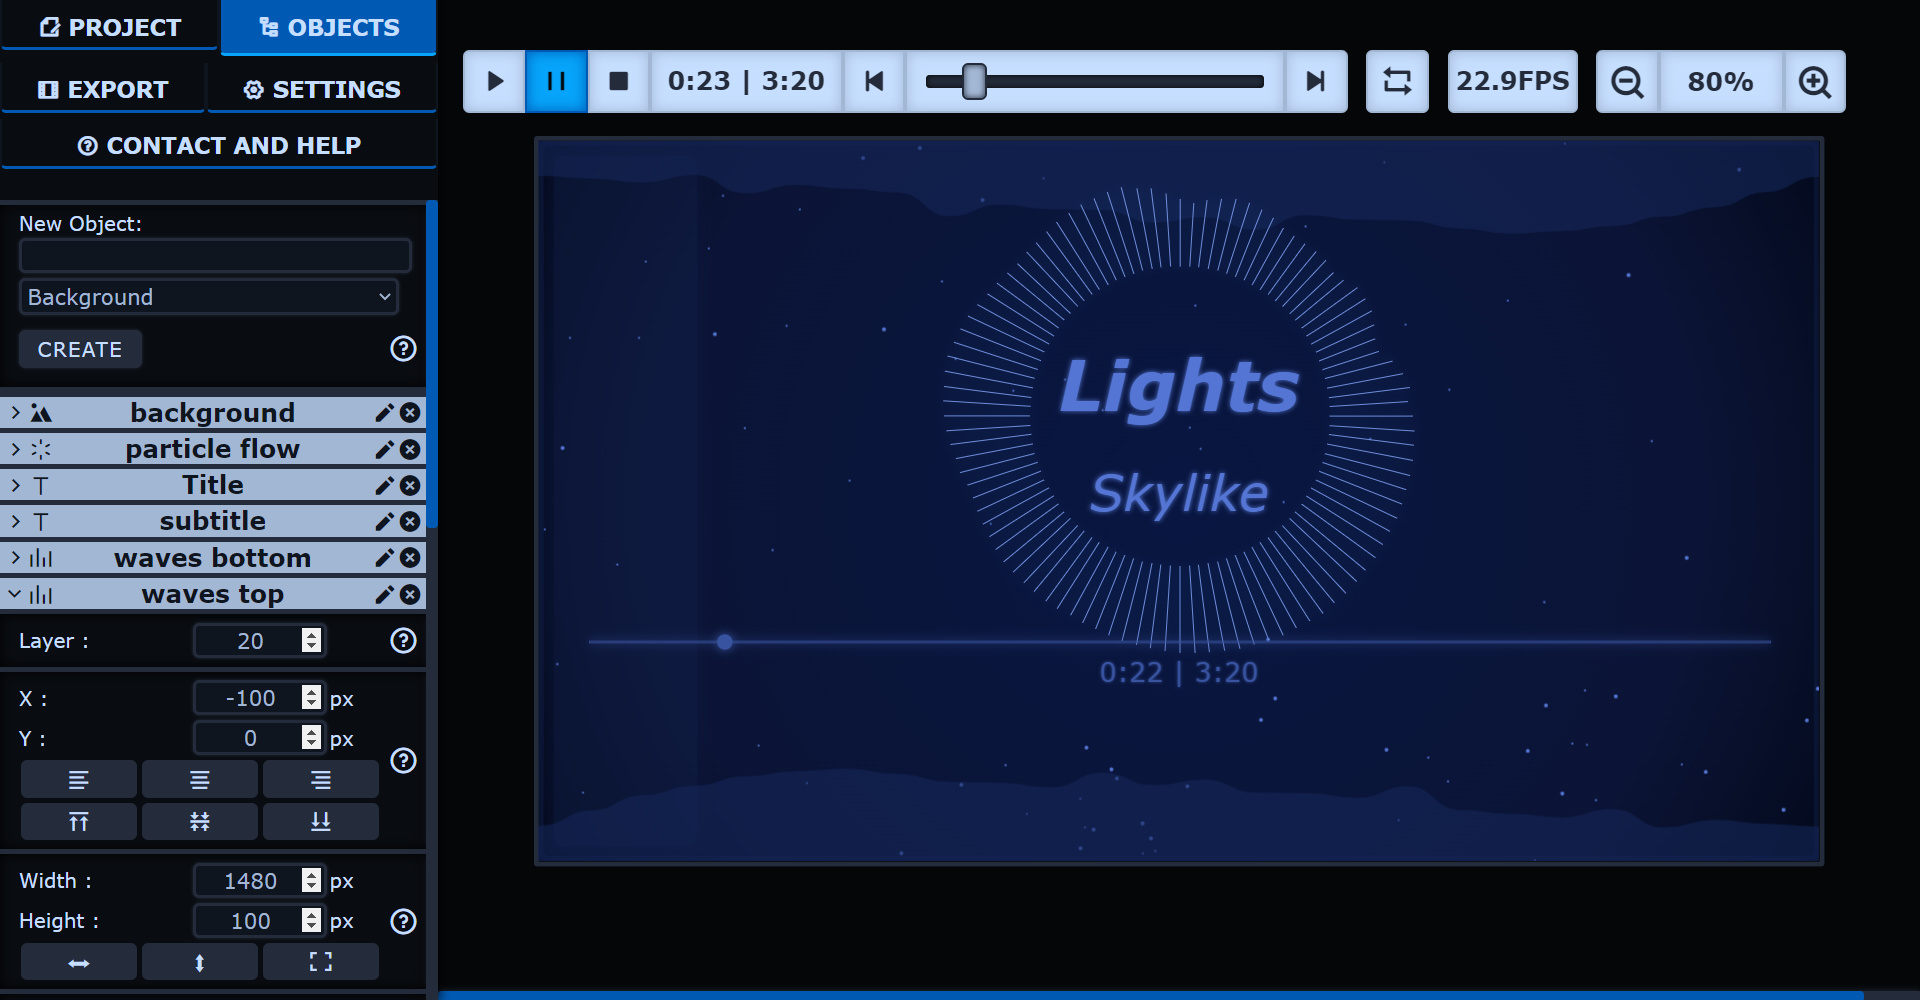 PROJECT
OBJECTS
EXPORT
SETTINGS
CONTACT AND HELP
New Object:
Background
CREATE
background
particle flow
Title
subtitle
waves bottom
waves top
Layer : 20
X : -100 px
Y : 0 px
Width : 1480 px
Height : 100 px
0:23 | 3:20
22.9FPS
80%
Lights
Skylike
0:22 | 3:20